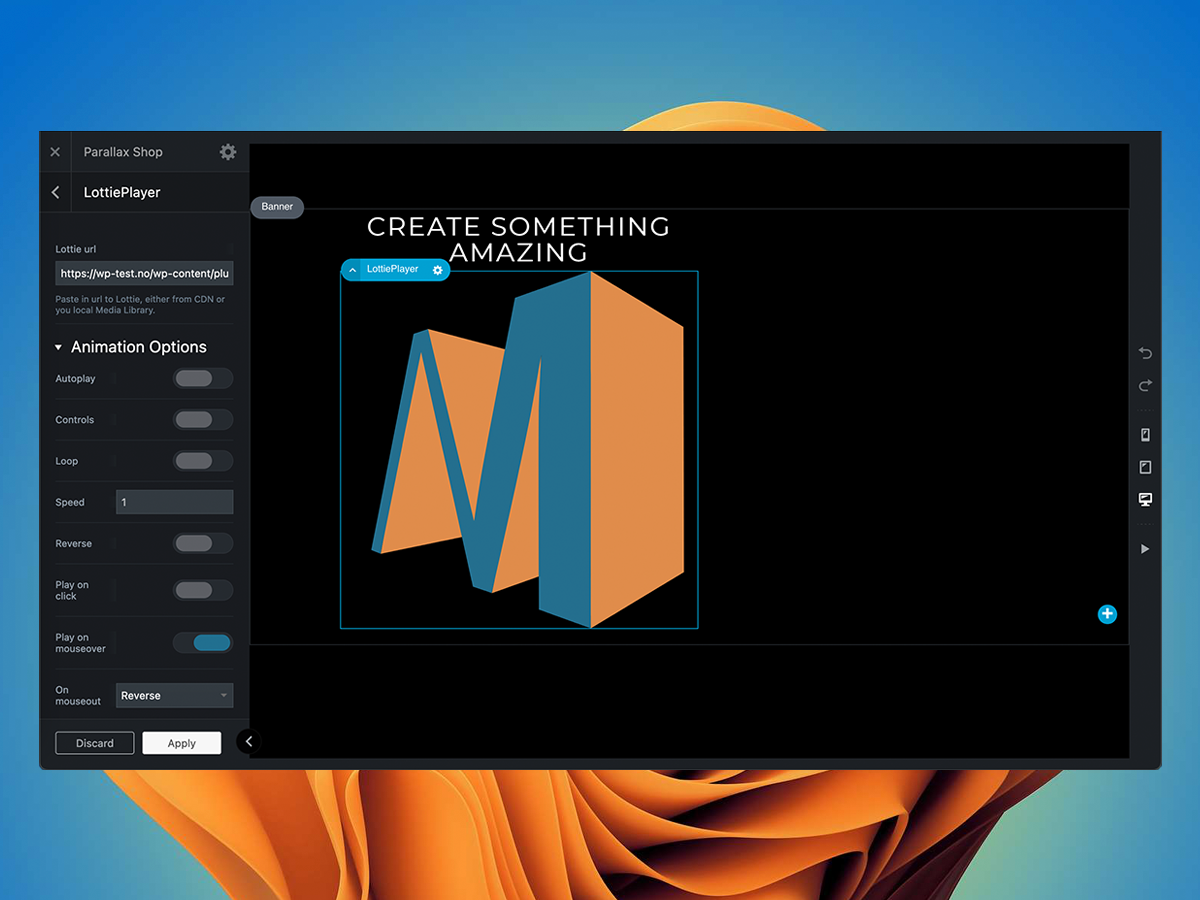 Parallax Shop
LottiePlayer
Lottie url
https://wp-test.no/wp-content/plu
Paste in url to Lottie, either from CDN or
you local Media Library.
Animation Options
Autoplay
Controls
Loop
Speed
1
Reverse
Play on
click
Play on
mouseover
On
mouseout
Reverse
Discard
Apply
Banner
CREATE SOMETHING
AMAZING
LottiePlayer
M